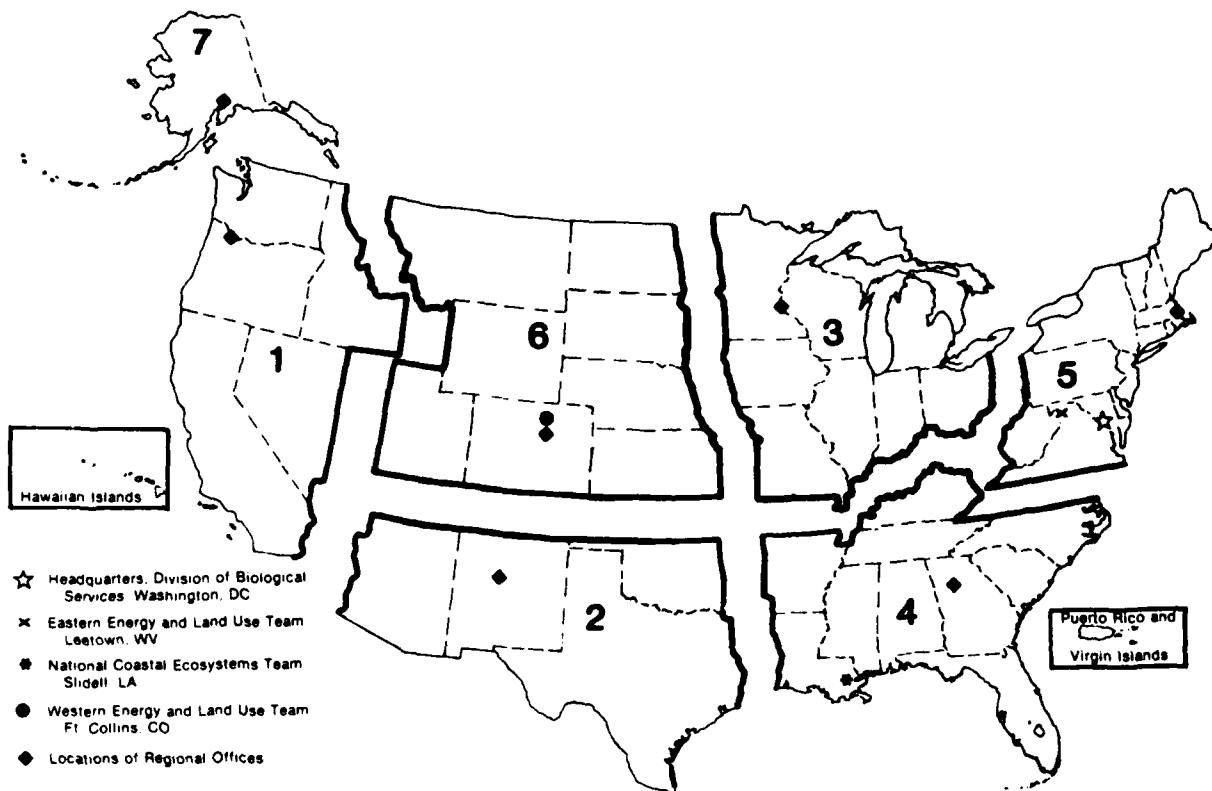 7
6
3
1
5
Hawaiian Islands
☆ Headquarters, Division of Biological
Services Washington, DC
× Eastern Energy and Land Use Team
Leetown, WV
* National Coastal Ecosystems Team
Slidell LA
● Western Energy and Land Use Team
Ft Collins, CO
◆ Locations of Regional Offices
2
4
Puerto Rico and
Virgin Islands